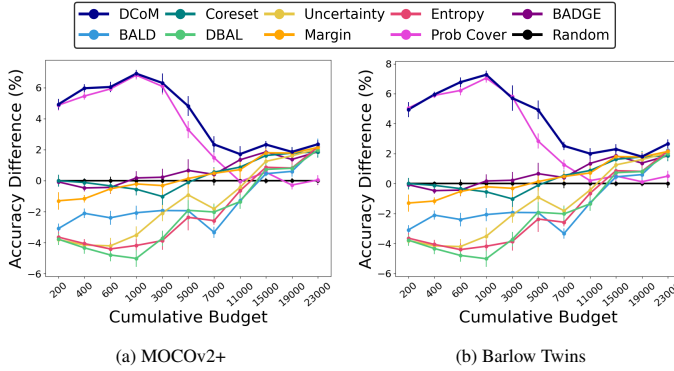 DCoM Coreset Uncertainty Entropy BADGE
BALD DBAL Margin Prob Cover Random
Accuracy Difference (%)
6
4
2
0
−2
−4
−6
200 400 600 1000 3000 5000 7000 11000 15000 19000 23000
Cumulative Budget
(a) MOCOv2+
Accuracy Difference (%)
8
6
4
2
0
−2
−4
−6
200 400 600 1000 3000 5000 7000 11000 15000 19000 23000
Cumulative Budget
(b) Barlow Twins